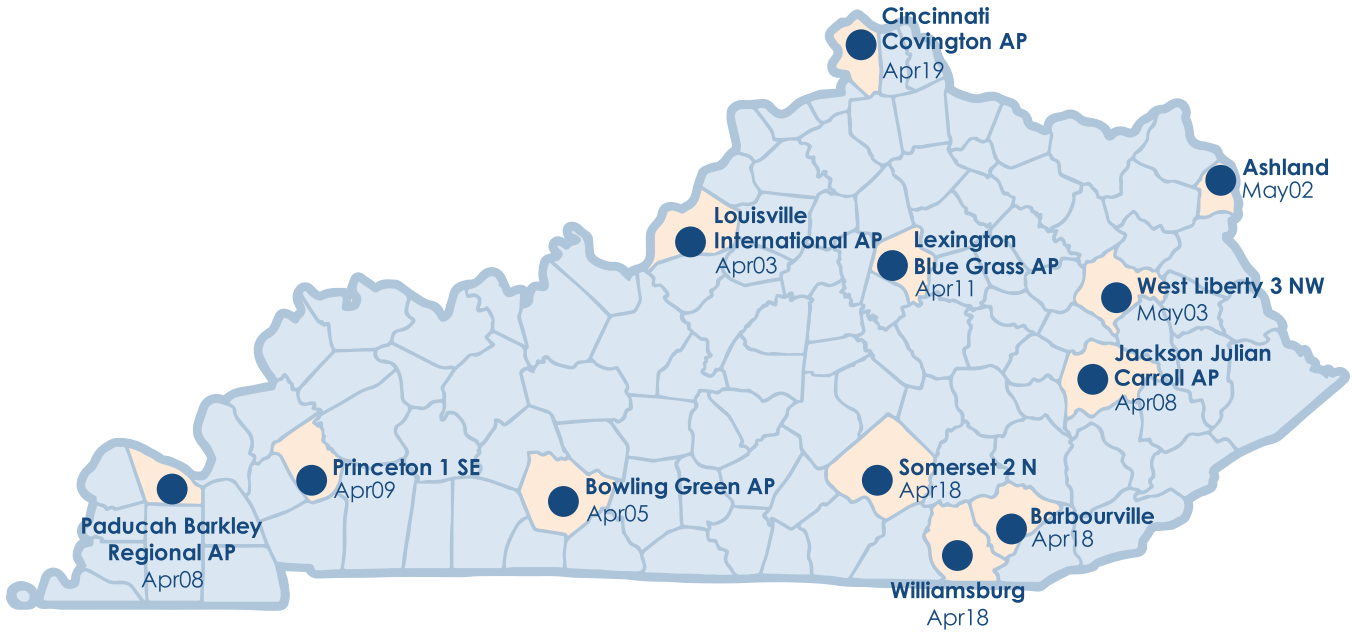 Cincinnati
Covington AP
Apr19
Ashland
May02
Louisville
International AP
Apr03
Lexington
Blue Grass AP
Apr11
West Liberty 3 NW
May03
Jackson Julian
Carroll AP
Apr08
Princeton 1 SE
Apr09
Somerset 2 N
Apr18
Bowling Green AP
Apr05
Paducah Barkley
Regional AP
Apr08
Barbourville
Apr18
Williamsburg
Apr18